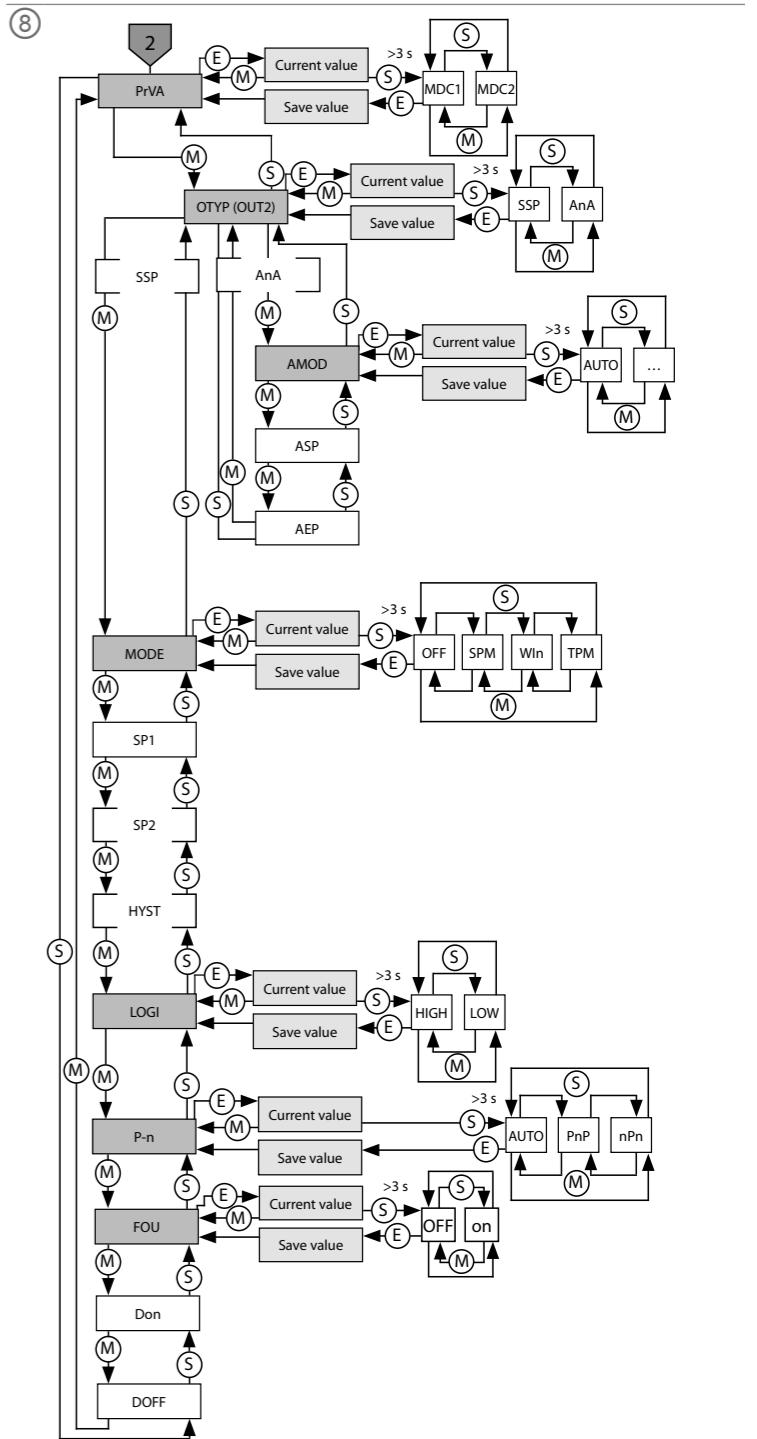 ⑧
2
E
>3 s
S
Current value
M
S
MDC1
MDC2
PrVA
Save value
E
M
M
S
E
>3 s
S
Current value
M
S
SSP
AnA
OTYP (OUT2)
Save value
E
M
SSP
AnA
M
M
S
E
>3 s
S
Current value
M
S
AUTO
...
AMOD
Save value
E
M
M
S
ASP
M
M
S
S
S
AEP
E
>3 s
S
Current value
M
S
OFF
SPM
WIn
TPM
MODE
Save value
E
M
M
S
SP1
M
S
SP2
M
S
HYST
S
M
S
E
>3 s
S
Current value
M
S
HIGH
LOW
LOGI
Save value
E
M
M
M
S
E
>3 s
S
Current value
M
S
AUTO
PnP
nPn
P-n
Save value
E
M
M
S
E
>3 s
S
Current value
M
S
OFF
on
FOU
Save value
E
M
M
S
Don
M
S
DOFF